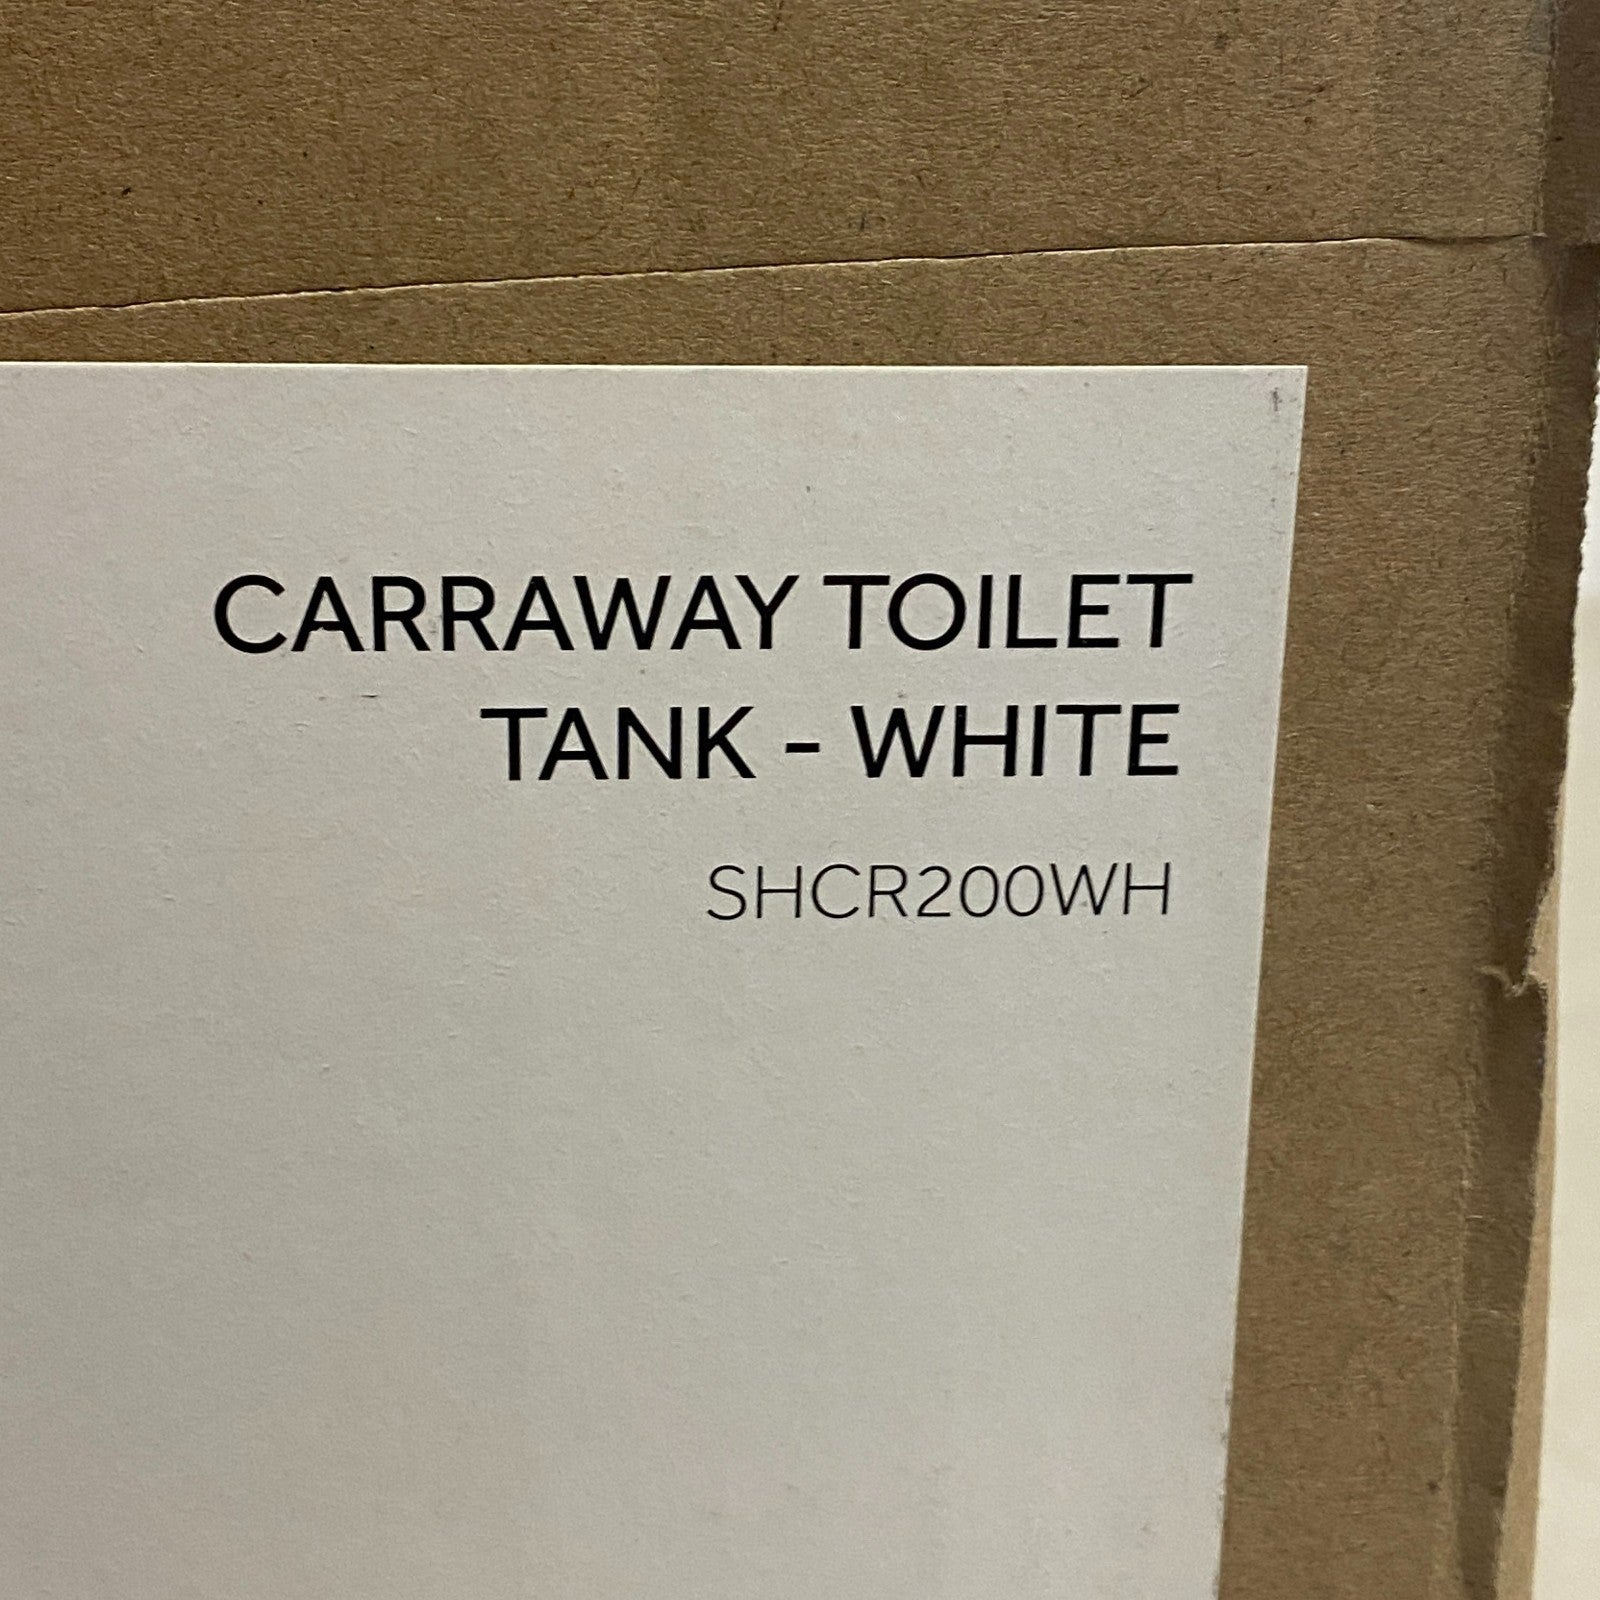 CARRAWAY TOILET
TANK - WHITE
SHCR200WH